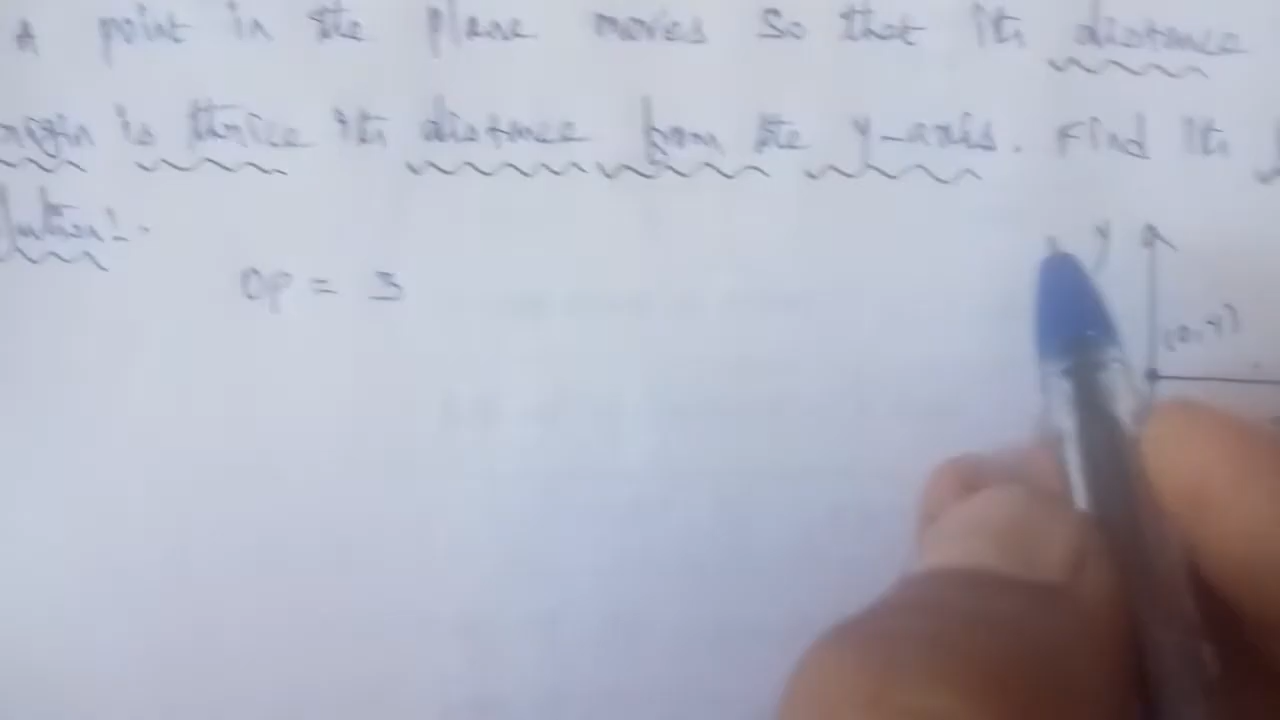 A point in the plane moves so that its distance
origin is thrice its distance from the y-axis. Find its
lution:-
OP = 3
y
(0,y)